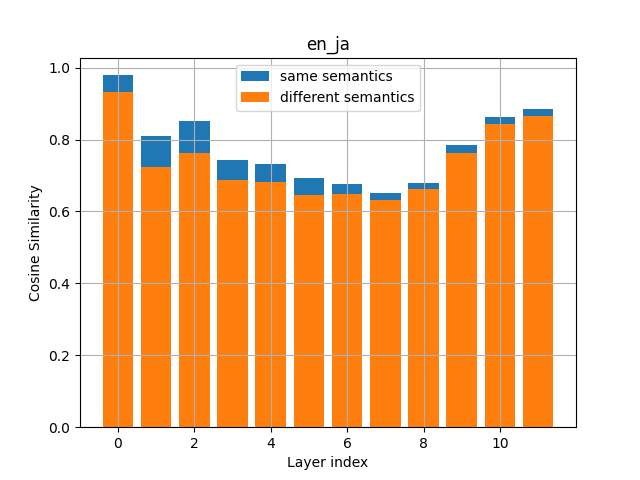 en_ja
same semantics
different semantics
1.0
0.8
0.6
0.4
0.2
0.0
Cosine Similarity
0 2 4 6 8 10
Layer index